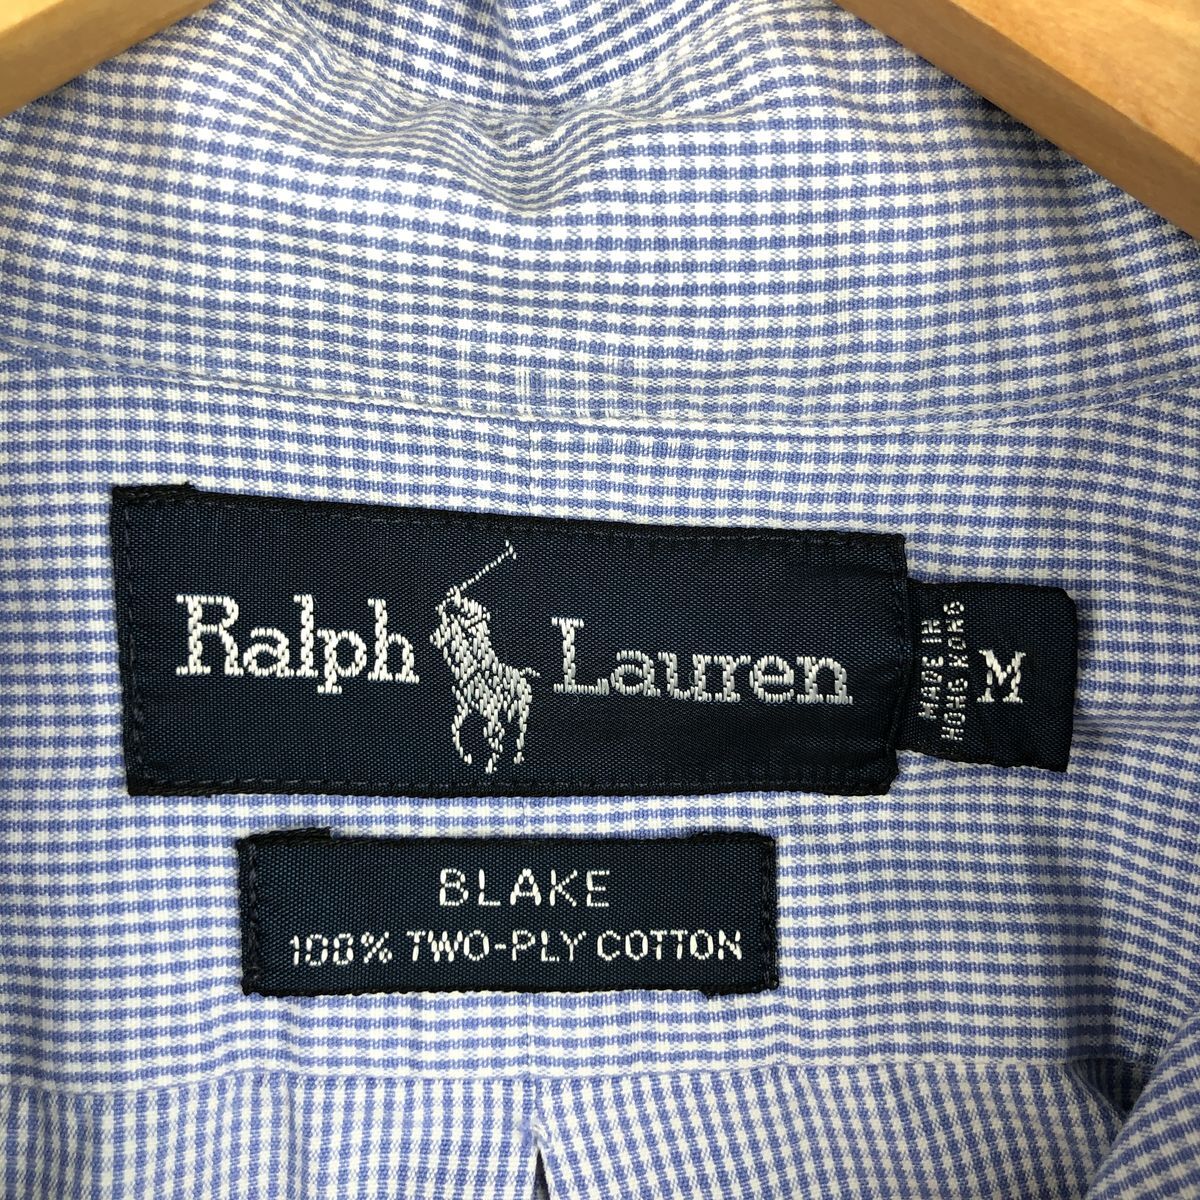 Ralph Lauren
MADE IN
HONG KONG
M
BLAKE
100% TWO-PLY COTTON